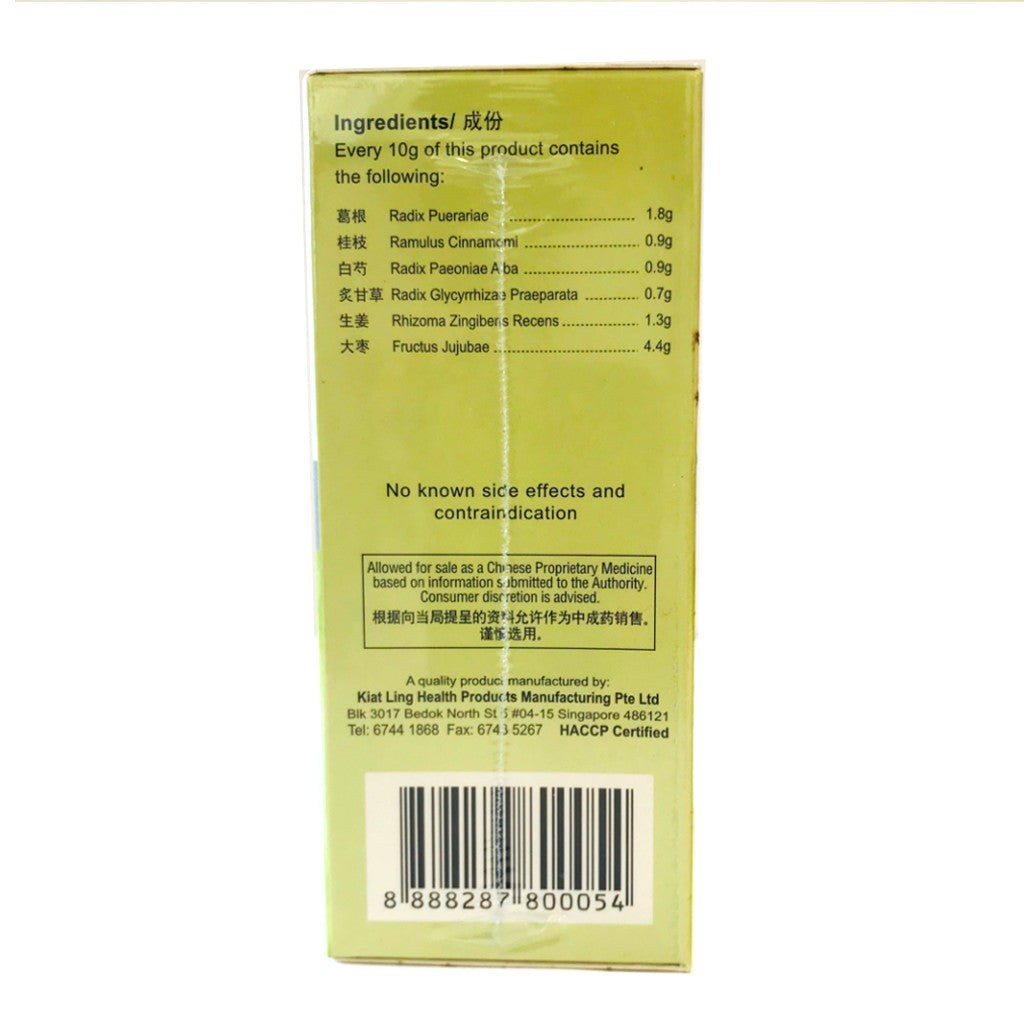 Ingredients/ 成份
Every 10g of this product contains
the following:
葛根 Radix Puerariae ........................ 1.8g
桂枝 Ramulus Cinnamomi ........................ 0.9g
白芍 Radix Paeoniae Alba ........................ 0.9g
炙甘草 Radix Glycyrrhizae Praeparata ............ 0.7g
生姜 Rhizoma Zingiberis Recens ................ 1.3g
大枣 Fructus Jujubae ........................ 4.4g
No known side effects and
contraindication
Allowed for sale as a Chinese Proprietary Medicine
based on information submitted to the Authority.
Consumer discretion is advised.
根据向当局提呈的资料允许作为中成药销售。
谨慎选用。
A quality product manufactured by:
Kiat Ling Health Products Manufacturing Pte Ltd
Blk 3017 Bedok North St 5 #04-15 Singapore 486121
Tel: 6744 1868 Fax: 6743 5267 HACCP Certified
8 888287 800054